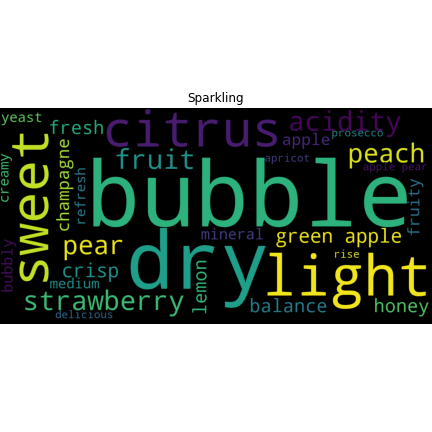 Sparkling
yeast
fresh
citrus
acidity
prosecco
apple
peach
fruit
apricot
apple pear
creamy
sweet
champagne
refresh
bubble
fruity
mineral
green apple
pear
dry
rise
light
bubbly
crisp
medium
lemon
strawberry
balance
honey
delicious